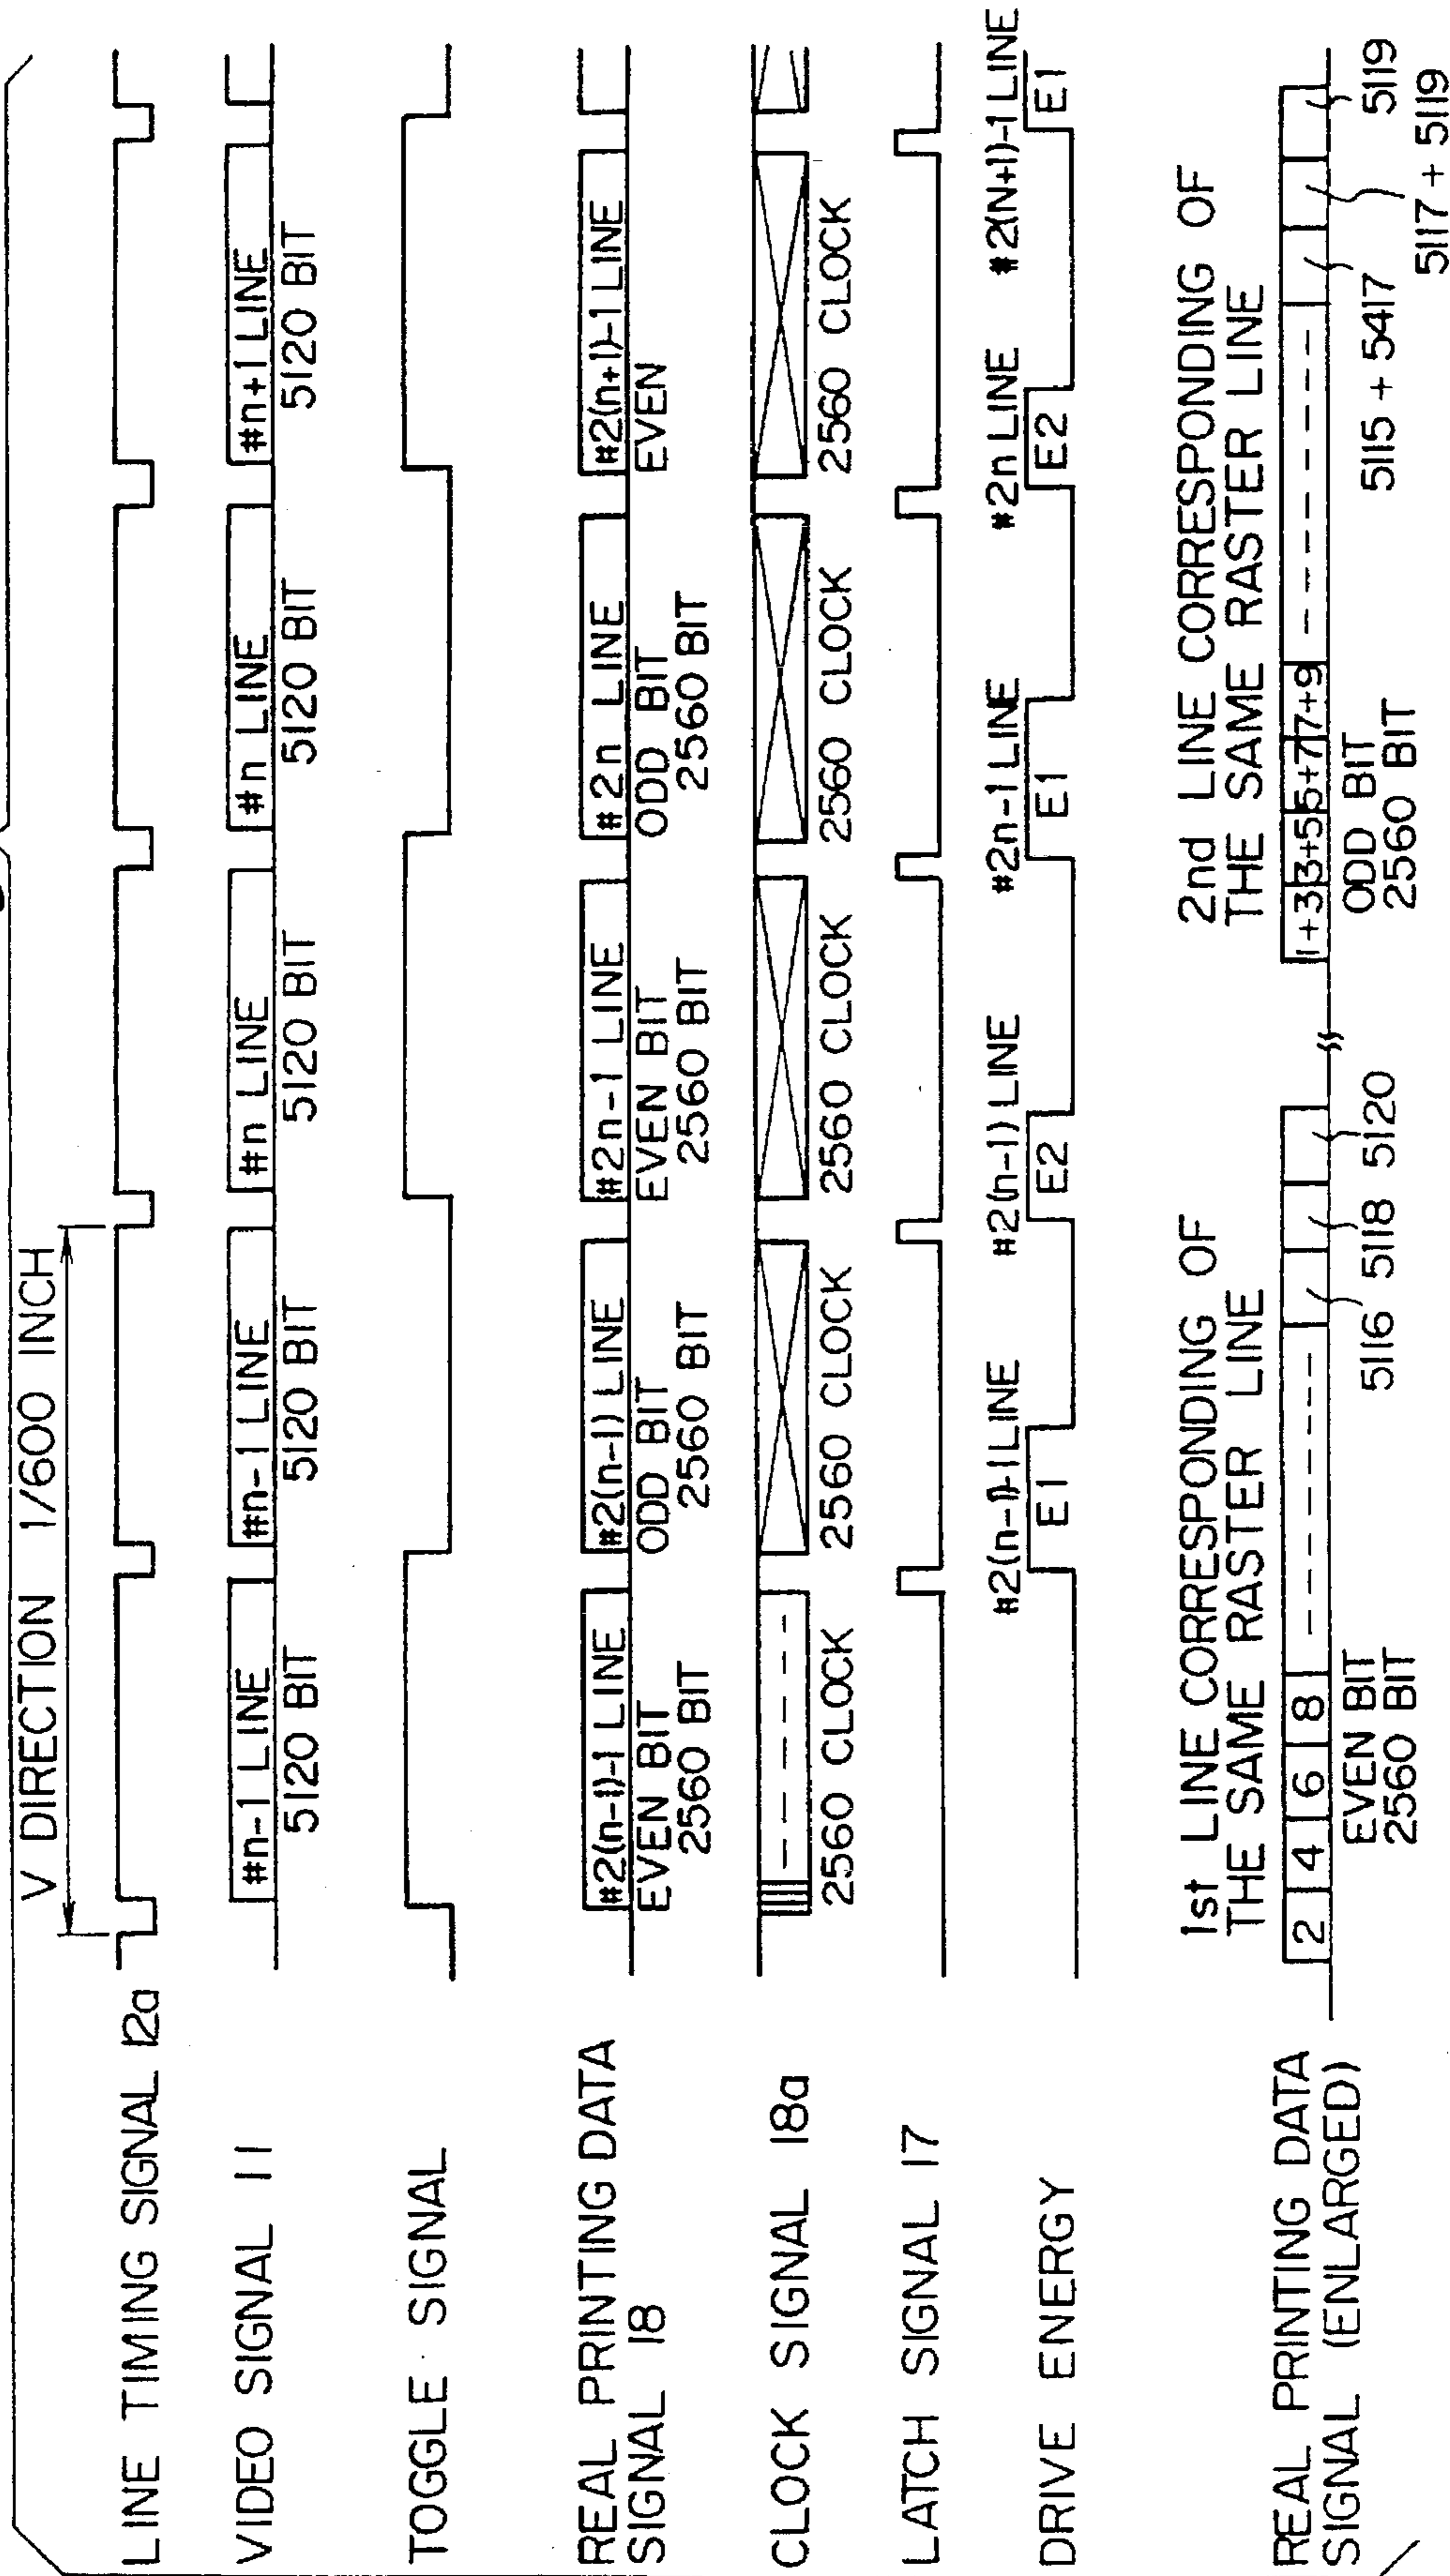 V DIRECTION 1/600 INCH
LINE TIMING SIGNAL 12a
VIDEO SIGNAL 11
#n-1 LINE
5120 BIT
#n-1 LINE
5120 BIT
#n LINE
5120 BIT
#n LINE
5120 BIT
#n+1 LINE
5120 BIT
TOGGLE SIGNAL
REAL PRINTING DATA
SIGNAL 18
#2(n-1)-1 LINE
EVEN BIT
2560 BIT
#2(n-1) LINE
ODD BIT
2560 BIT
#2n-1 LINE
EVEN BIT
2560 BIT
#2n LINE
ODD BIT
2560 BIT
#2(n+1)-1 LINE
EVEN
CLOCK SIGNAL 18a
2560 CLOCK
2560 CLOCK
2560 CLOCK
2560 CLOCK
2560 CLOCK
LATCH SIGNAL 17
DRIVE ENERGY
#2(n-1)-1 LINE
E1
#2(n-1) LINE
E2
#2n-1 LINE
E1
#2n LINE
E2
#2(N+1)-1 LINE
E1
REAL PRINTING DATA
SIGNAL (ENLARGED)
1st LINE CORRESPONDING OF
THE SAME RASTER LINE
2 4 6 8
EVEN BIT
2560 BIT
5116 5118 5120
2nd LINE CORRESPONDING OF
THE SAME RASTER LINE
1+3 3+5 5+7 7+9
ODD BIT
2560 BIT
5115 + 5417
5117 + 5119
5119